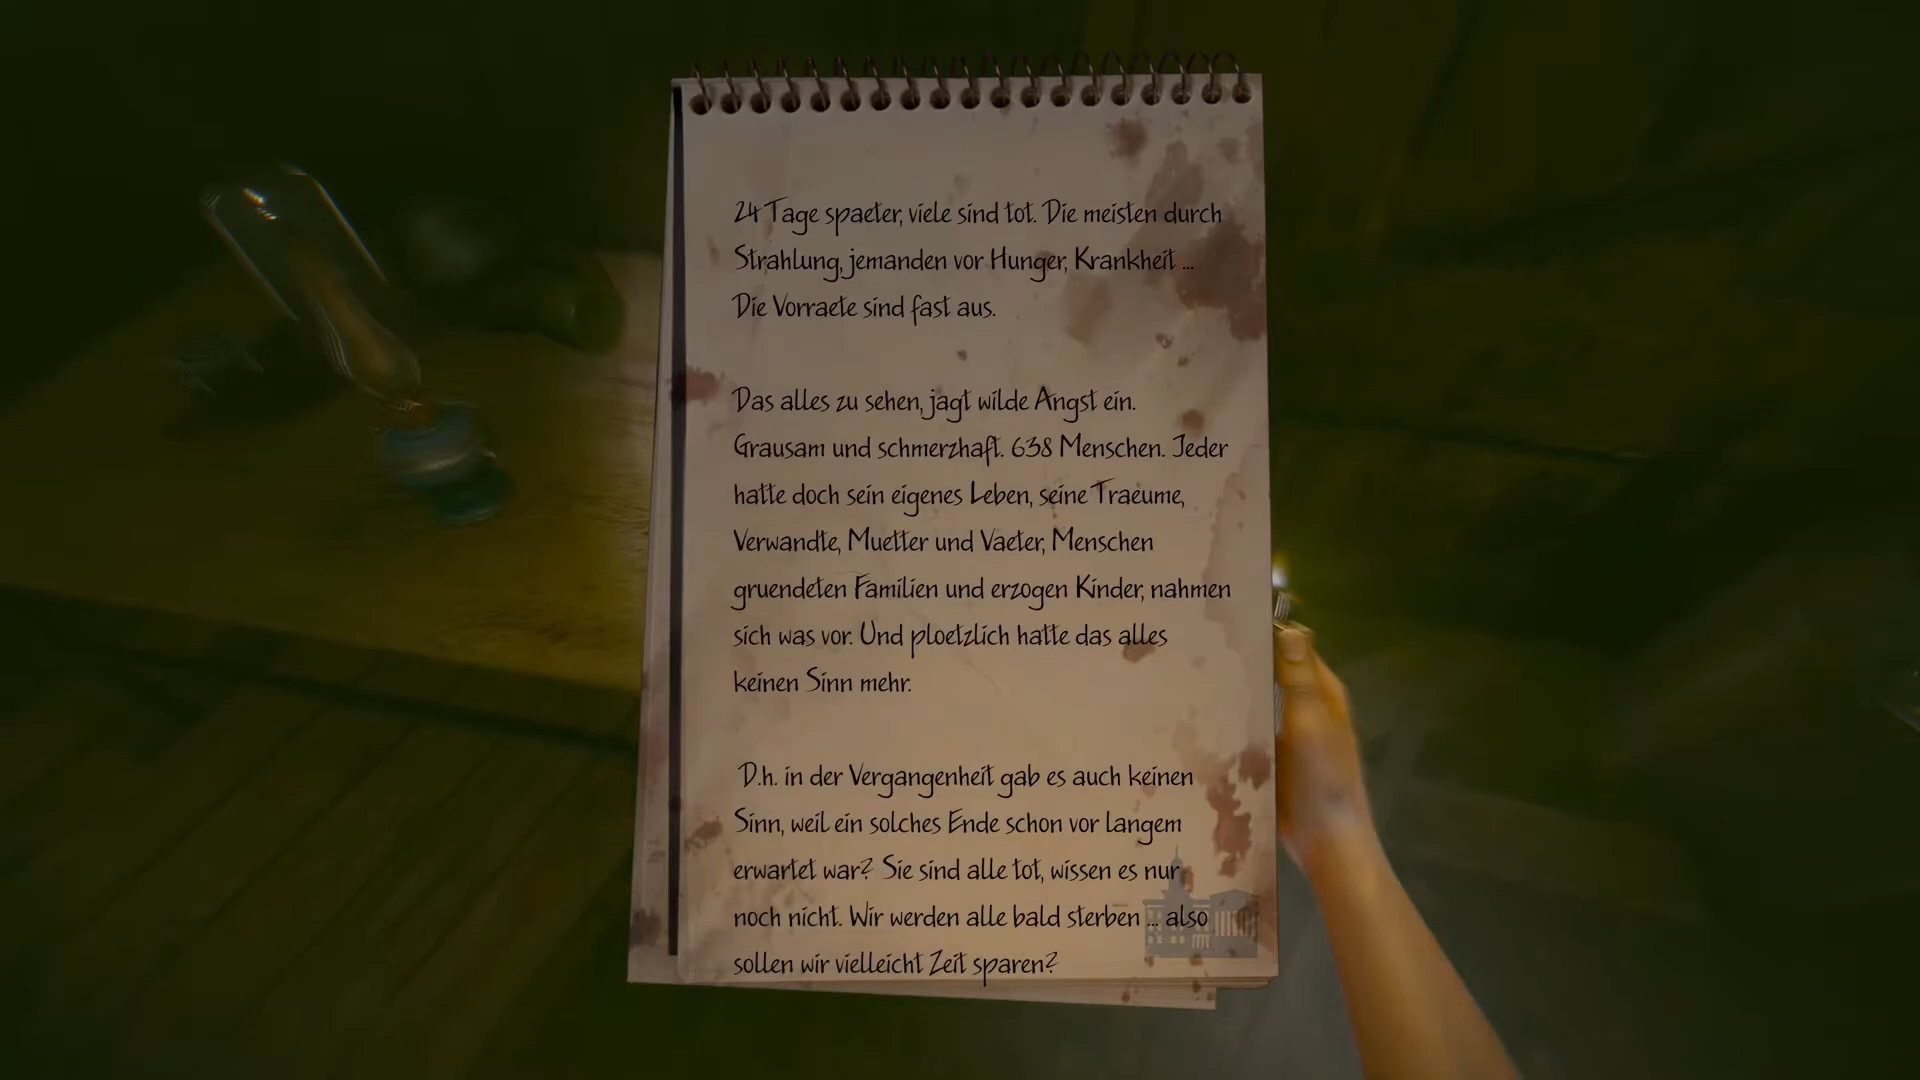 24 Tage spaeter, viele sind tot. Die meisten durch
Strahlung, jemanden vor Hunger, Krankheit ...
Die Vorraete sind fast aus.
Das alles zu sehen, jagt wilde Angst ein.
Grausam und schmerzhaft. 638 Menschen. Jeder
hatte doch sein eigenes Leben, seine Traeume,
Verwandte, Muetter und Vaeter, Menschen
gruendeten Familien und erzogen Kinder, nahmen
sich was vor. Und ploetzlich hatte das alles
keinen Sinn mehr.
D.h. in der Vergangenheit gab es auch keinen
Sinn, weil ein solches Ende schon vor langem
erwartet war? Sie sind alle tot, wissen es nur
noch nicht. Wir werden alle bald sterben ... also
sollen wir vielleicht Zeit sparen?